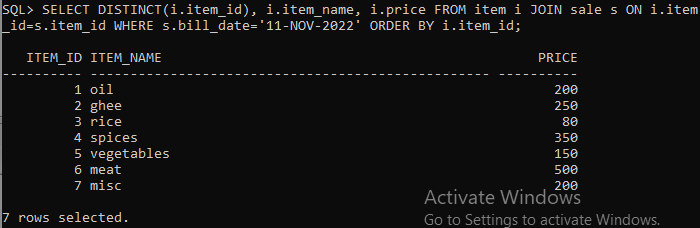 SQL> SELECT DISTINCT(i.item_id), i.item_name, i.price FROM item i JOIN sale s ON i.item
_id=s.item_id WHERE s.bill_date='11-NOV-2022' ORDER BY i.item_id;
ITEM_ID ITEM_NAME PRICE
---------- -------------------------------------------------- ----------
1 oil 200
2 ghee 250
3 rice 80
4 spices 350
5 vegetables 150
6 meat 500
7 misc 200
Activate Windows
7 rows selected.
Go to Settings to activate Windows.